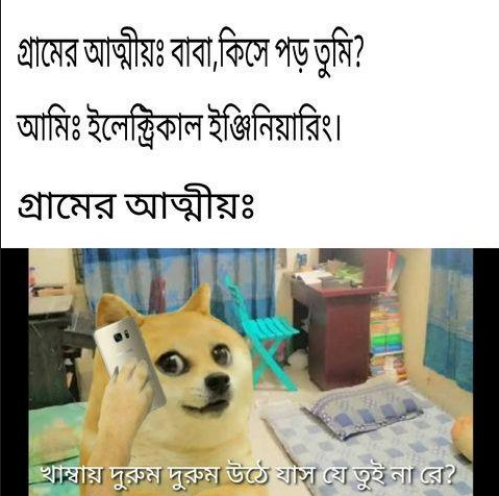 গ্রামের আত্মীয়ঃ বাবা,কিসে পড় তুমি?
আমিঃ ইলেক্ট্রিকাল ইঞ্জিনিয়ারিং।
গ্রামের আত্মীয়ঃ
খাম্বায় দুরুম দুরুম উঠে যাস যে তুই না রে?